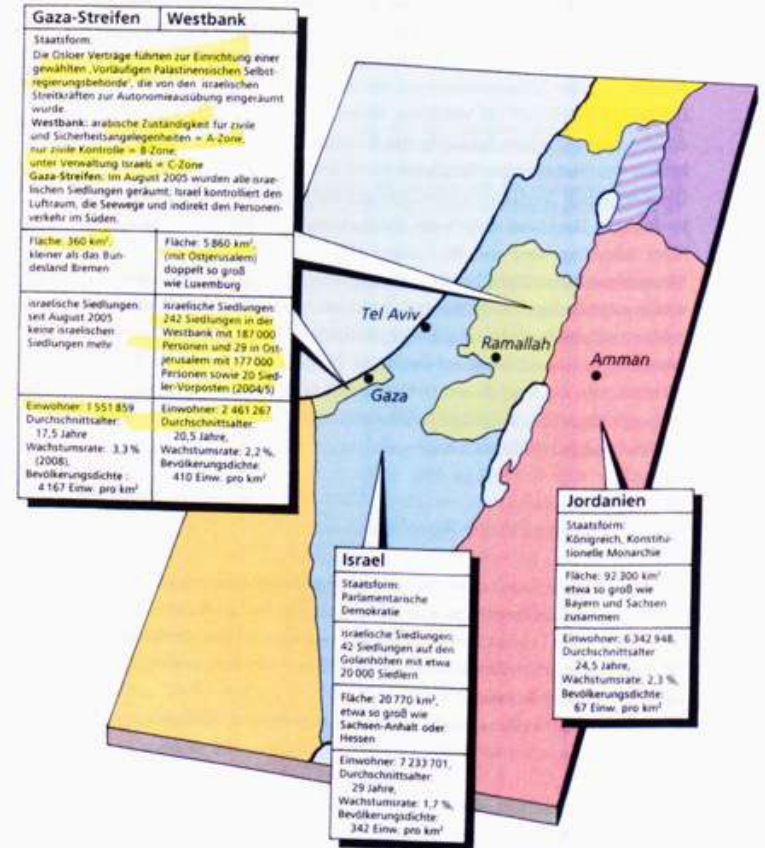 Gaza-Streifen
Westbank
Staatsform:
Die Osloer Verträge führten zur Einrichtung einer
gewählten ‚Vorläufigen Palästinensischen Selbst-
regierungsbehörde', die von den israelischen
Streitkräften zur Autonomieausübung eingeräumt
wurde.
Westbank: arabische Zuständigkeit für zivile
und Sicherheitsangelegenheiten = A-Zone,
nur zivile Kontrolle = B-Zone,
unter Verwaltung Israels = C-Zone
Gaza-Streifen: Im August 2005 wurden alle israe-
lischen Siedlungen geräumt; Israel kontrolliert den
Luftraum, die Seewege und indirekt den Personen-
verkehr im Süden.
Fläche: 360 km²,
kleiner als das Bun-
desland Bremen
Fläche: 5 860 km²,
(mit Ostjerusalem)
doppelt so groß
wie Luxemburg
israelische Siedlungen:
seit August 2005
keine israelischen
Siedlungen mehr
israelische Siedlungen:
242 Siedlungen in der
Westbank mit 187 000
Personen und 29 in Ost-
jerusalem mit 177 000
Personen sowie 20 Sied-
ler-Vorposten (2004/5)
Einwohner: 1 551 859
Durchschnittsalter:
17,5 Jahre
Wachstumsrate: 3,3 %
(2008),
Bevölkerungsdichte:
4 167 Einw. pro km²
Einwohner: 2 461 267
Durchschnittsalter:
20,5 Jahre,
Wachstumsrate: 2,2 %,
Bevölkerungsdichte:
410 Einw. pro km²
Tel Aviv
Ramallah
Amman
Gaza
Jordanien
Staatsform:
Königreich, Konstitu-
tionelle Monarchie
Fläche: 92 300 km²
etwa so groß wie
Bayern und Sachsen
zusammen
Einwohner: 6 342 948,
Durchschnittsalter
24,5 Jahre,
Wachstumsrate: 2,3 %,
Bevölkerungsdichte:
67 Einw. pro km²
Israel
Staatsform:
Parlamentarische
Demokratie
israelische Siedlungen:
42 Siedlungen auf den
Golanhöhen mit etwa
20 000 Siedlern
Fläche: 20 770 km²,
etwa so groß wie
Sachsen-Anhalt oder
Hessen
Einwohner: 7 233 701,
Durchschnittsalter:
29 Jahre,
Wachstumsrate: 1,7 %,
Bevölkerungsdichte:
342 Einw. pro km²